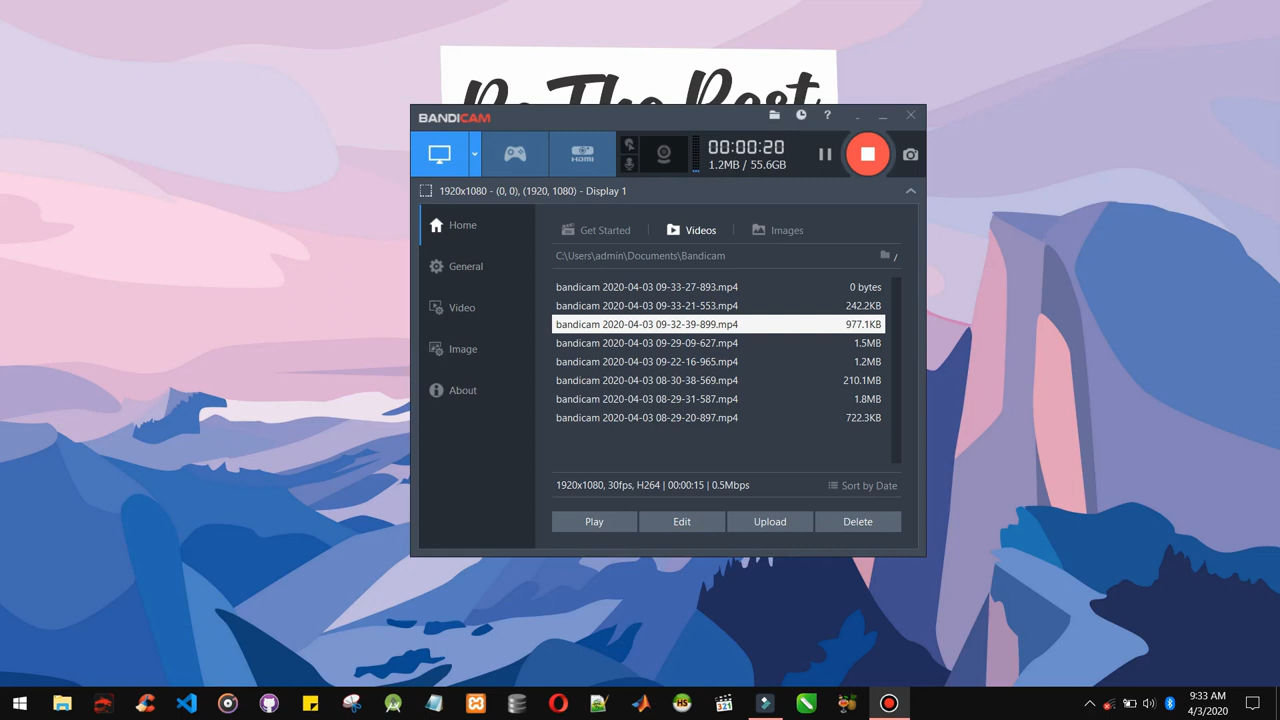 Be The Best
BANDICAM
?
HDMI
00:00:20
1.2MB / 55.6GB
1920x1080 - (0, 0), (1920, 1080) - Display 1
Home
General
Video
Image
About
Get Started
Videos
Images
C:\Users\admin\Documents\Bandicam
/
bandicam 2020-04-03 09-33-27-893.mp4 0 bytes
bandicam 2020-04-03 09-33-21-553.mp4 242.2KB
bandicam 2020-04-03 09-32-39-899.mp4 977.1KB
bandicam 2020-04-03 09-29-09-627.mp4 1.5MB
bandicam 2020-04-03 09-22-16-965.mp4 1.2MB
bandicam 2020-04-03 08-30-38-569.mp4 210.1MB
bandicam 2020-04-03 08-29-31-587.mp4 1.8MB
bandicam 2020-04-03 08-29-20-897.mp4 722.3KB
1920x1080, 30fps, H264 | 00:00:15 | 0.5Mbps
Sort by Date
Play
Edit
Upload
Delete
HS
321
9:33 AM
4/3/2020